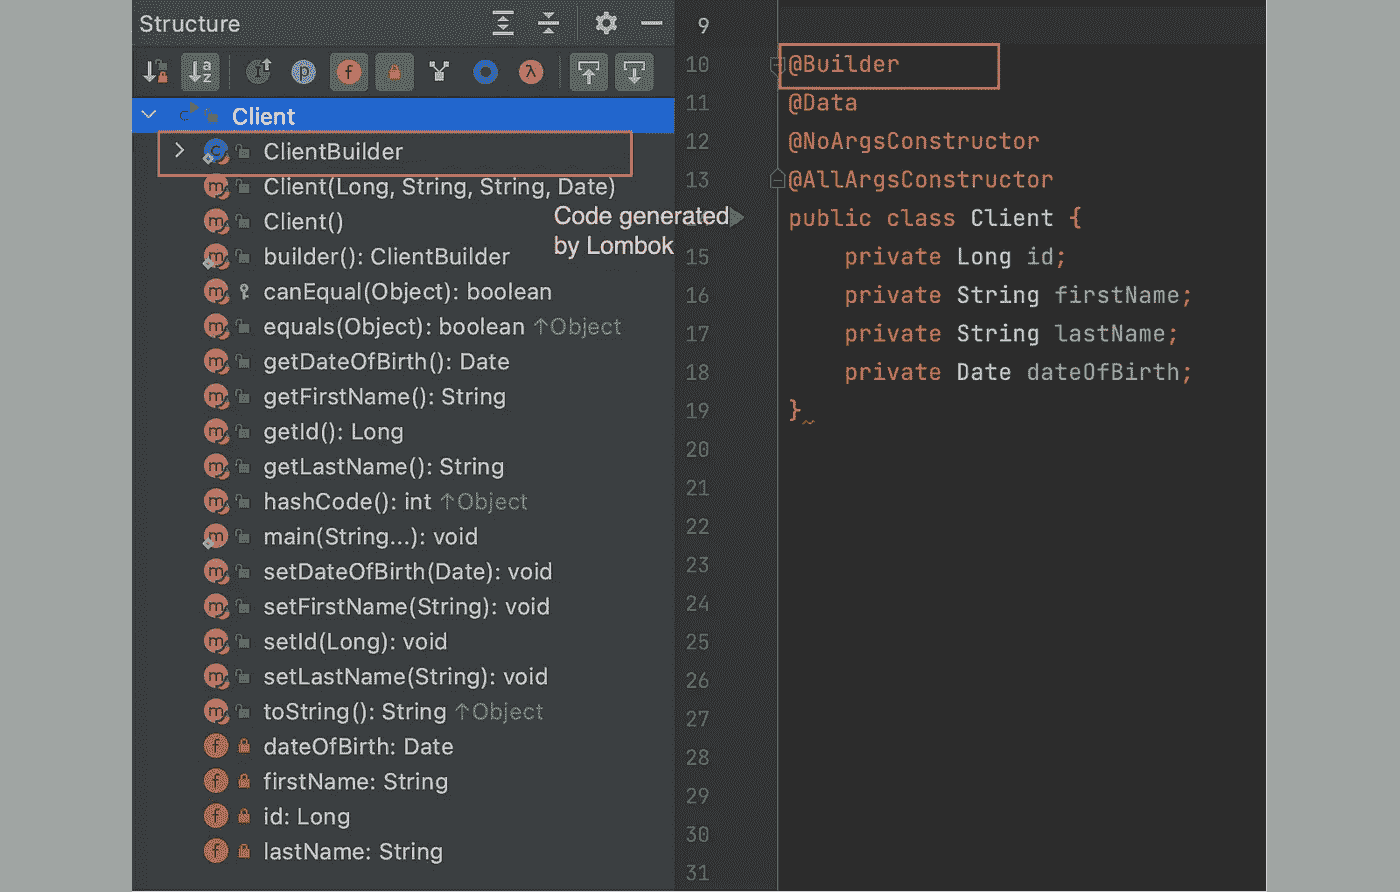 Structure
Client
ClientBuilder
Client(Long, String, String, Date)
Client()
builder(): ClientBuilder
canEqual(Object): boolean
equals(Object): boolean ↑Object
getDateOfBirth(): Date
getFirstName(): String
getId(): Long
getLastName(): String
hashCode(): int ↑Object
main(String...): void
setDateOfBirth(Date): void
setFirstName(String): void
setId(Long): void
setLastName(String): void
toString(): String ↑Object
dateOfBirth: Date
firstName: String
id: Long
lastName: String
Code generated
by Lombok
9
10 @Builder
11 @Data
12 @NoArgsConstructor
13 @AllArgsConstructor
public class Client {
15 private Long id;
16 private String firstName;
17 private String lastName;
18 private Date dateOfBirth;
19 }
20
21
22
23
24
25
26
27
28
29
30
31